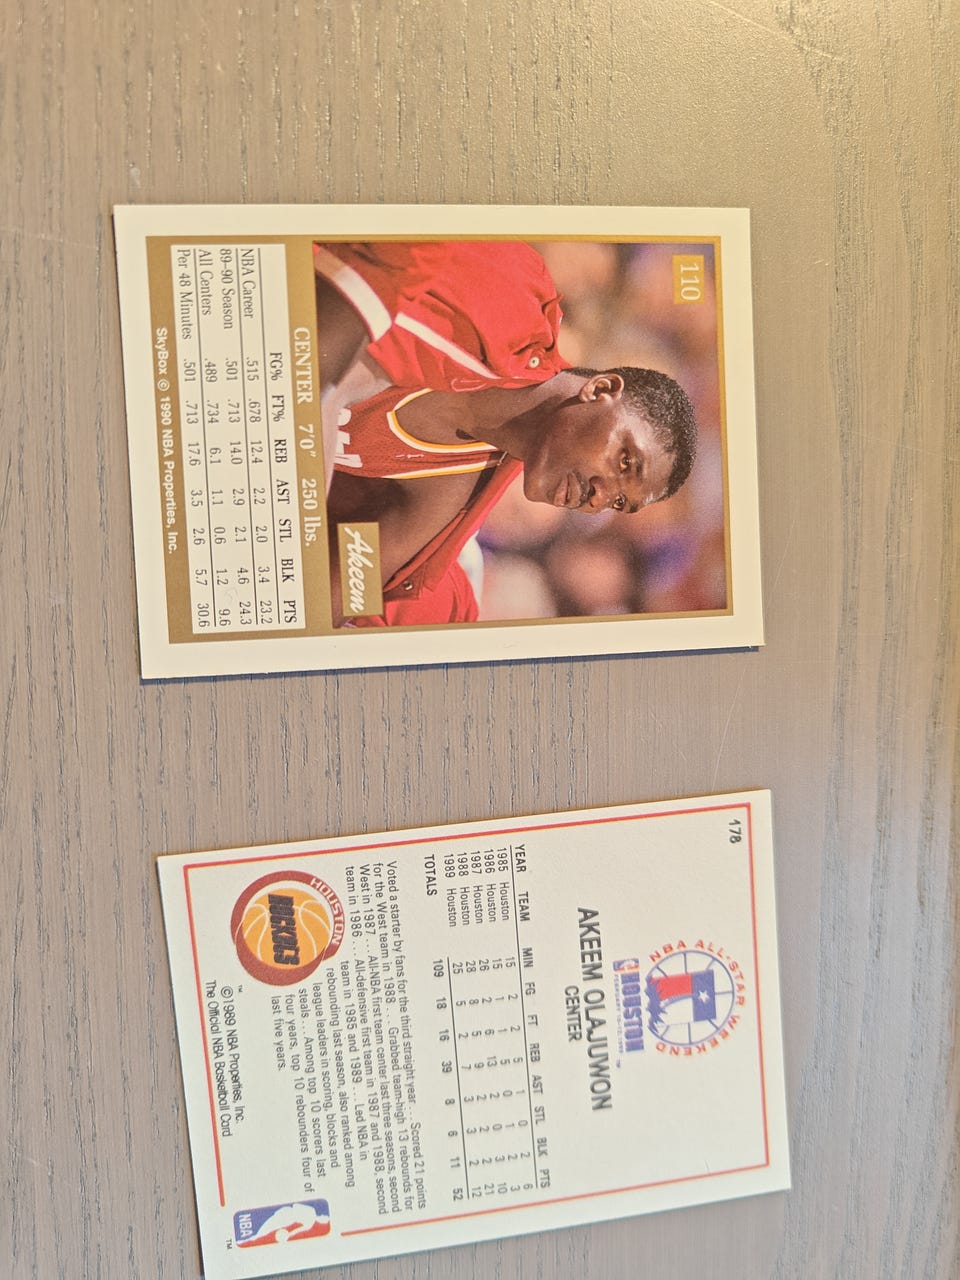 110
Akeem
CENTER 7'0" 250 lbs.
FG% FT% REB AST STL BLK PTS
NBA Career .515 .678 12.4 2.2 2.0 3.4 23.2
89-90 Season .501 .713 14.0 2.9 2.1 4.6 24.3
All Centers .489 .734 6.1 1.1 0.6 1.2 9.6
Per 48 Minutes .501 .713 17.6 3.5 2.6 5.7 30.6
SkyBox © 1990 NBA Properties, Inc.
178
NBA ALL-STAR WEEKEND
HOUSTON
™
AKEEM OLAJUWON
CENTER
YEAR TEAM MIN FG FT REB AST STL BLK PTS
1985 Houston 15 2 2 5 1 0 2 6
1986 Houston 15 1 1 5 0 1 2 3
1987 Houston 26 2 6 13 2 0 3 10
1988 Houston 28 8 5 9 2 2 2 21
1989 Houston 25 5 2 7 3 3 2 12
TOTALS 109 18 16 39 8 6 11 52
Voted a starter by fans for the third straight year ... Scored 21 points
for the West team in 1988 ... Grabbed team-high 13 rebounds for
West in 1987 ... All-NBA first team center last three seasons, second
team in 1986 ... All-defensive first team in 1987 and 1988, second
team in 1985 and 1989 ... Led NBA in
rebounding last season, also ranked among
league leaders in scoring, blocks and
steals ... Among top 10 scorers last
four years, top 10 rebounders four of
last five years.
HOUSTON
ROCKETS
™
©1989 NBA Properties, Inc.
The Official NBA Basketball Card
NBA
TM